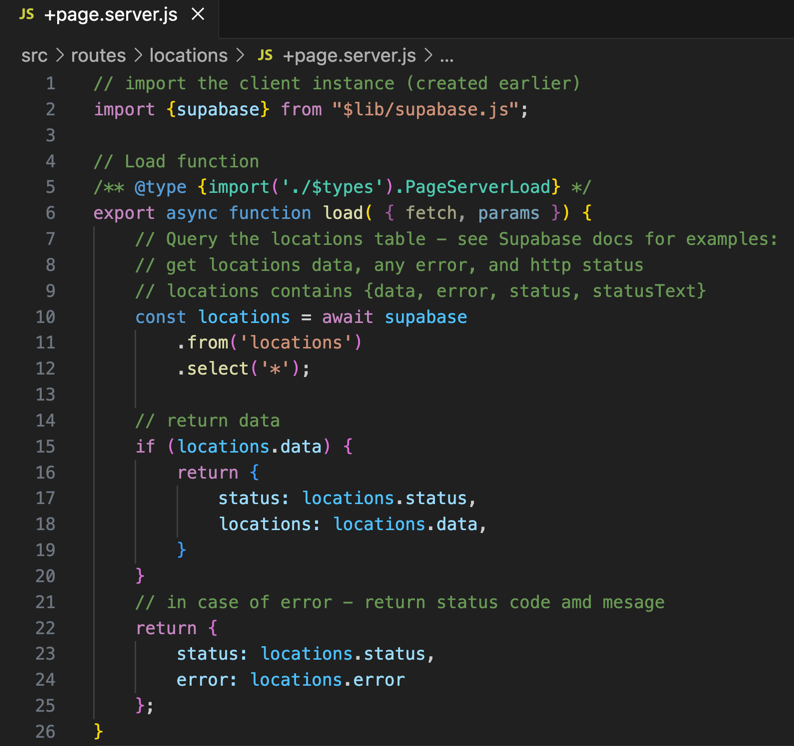 JS +page.server.js ×
src > routes > locations > JS +page.server.js > ...
1 // import the client instance (created earlier)
2 import {supabase} from "$lib/supabase.js";
3
4 // Load function
5 /** @type {import('./$types').PageServerLoad} */
6 export async function load( { fetch, params }) {
7     // Query the locations table – see Supabase docs for examples:
8     // get locations data, any error, and http status
9     // locations contains {data, error, status, statusText}
10     const locations = await supabase
11         .from('locations')
12         .select('*');
13
14     // return data
15     if (locations.data) {
16         return {
17             status: locations.status,
18             locations: locations.data,
19         }
20     }
21     // in case of error – return status code amd mesage
22     return {
23         status: locations.status,
24         error: locations.error
25     };
26 }